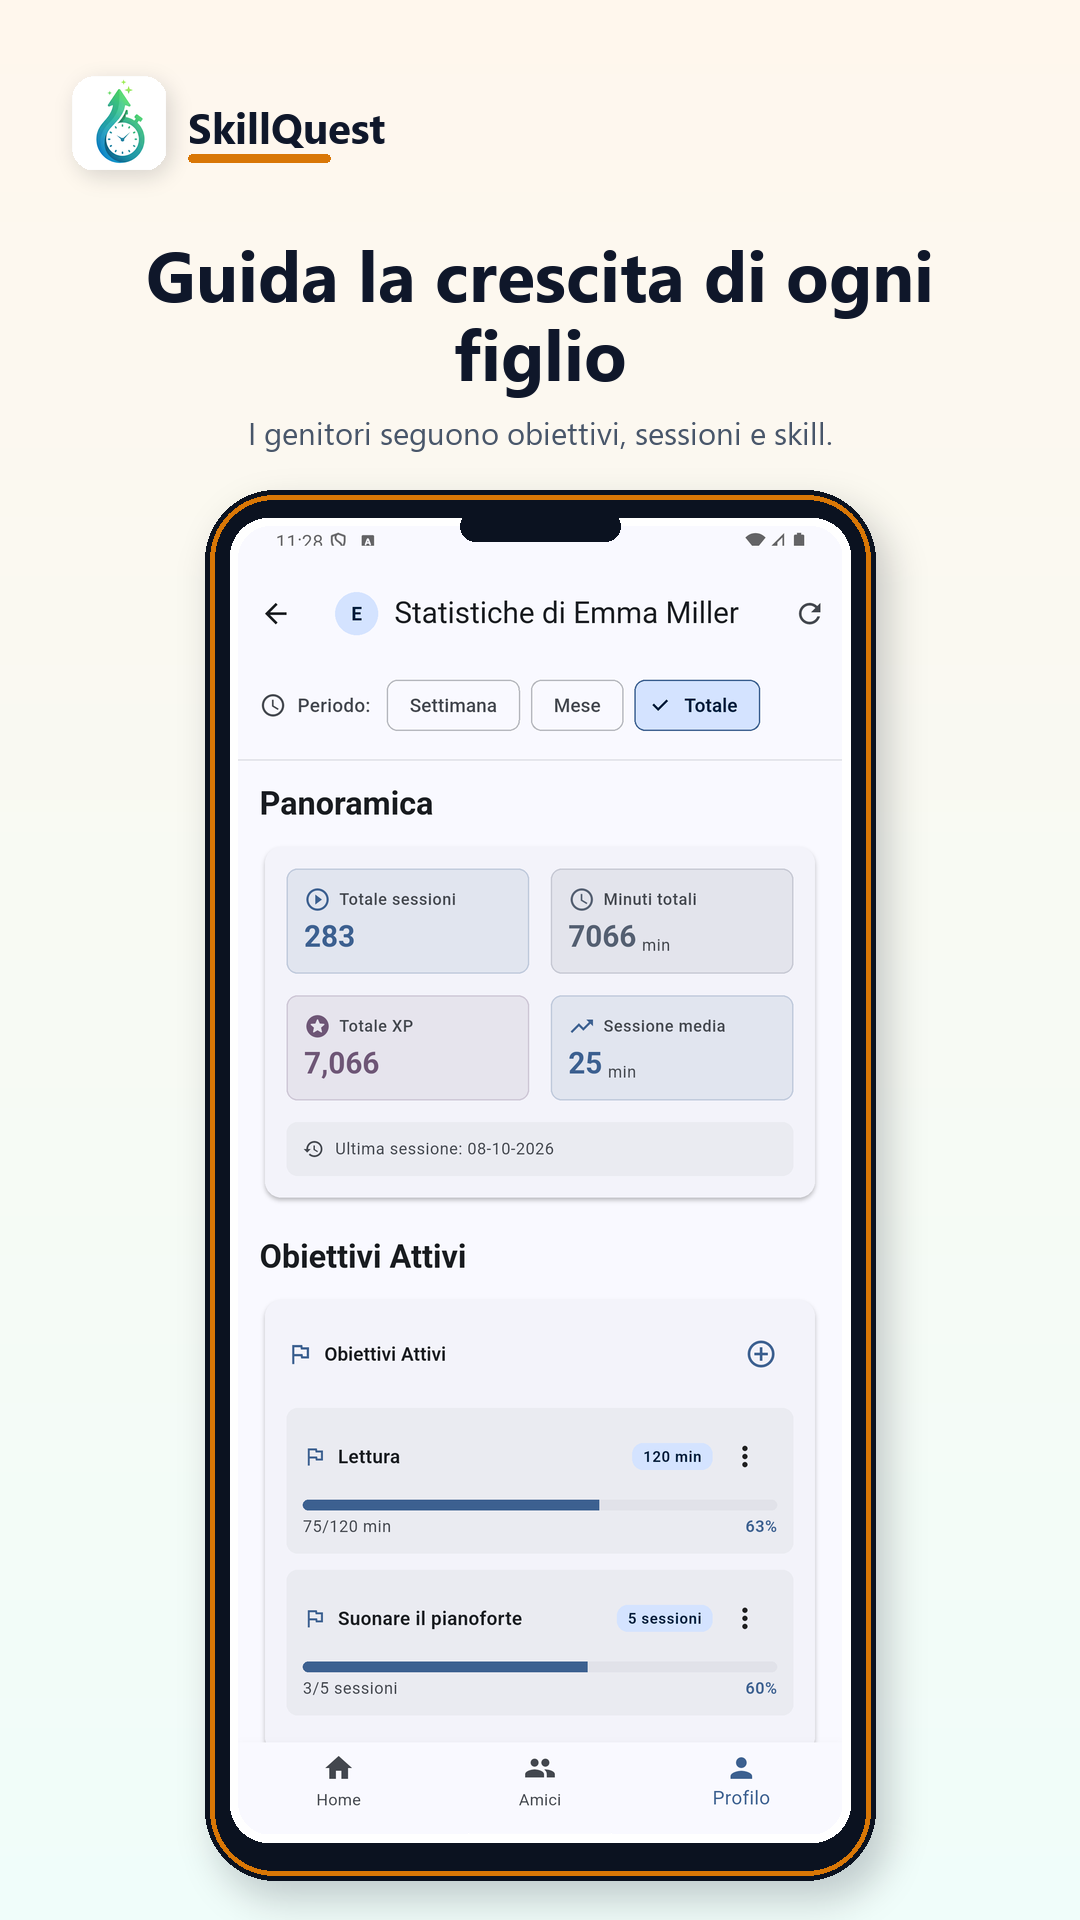 SkillQuest
Guida la crescita di ogni
figlio
I genitori seguono obiettivi, sessioni e skill.
11:28
E Statistiche di Emma Miller
Periodo: Settimana Mese Totale
Panoramica
Totale sessioni
283
Minuti totali
7066 min
Totale XP
7,066
Sessione media
25 min
Ultima sessione: 08-10-2026
Obiettivi Attivi
Obiettivi Attivi
Lettura 120 min
75/120 min 63%
Suonare il pianoforte 5 sessioni
3/5 sessioni 60%
Home Amici Profilo